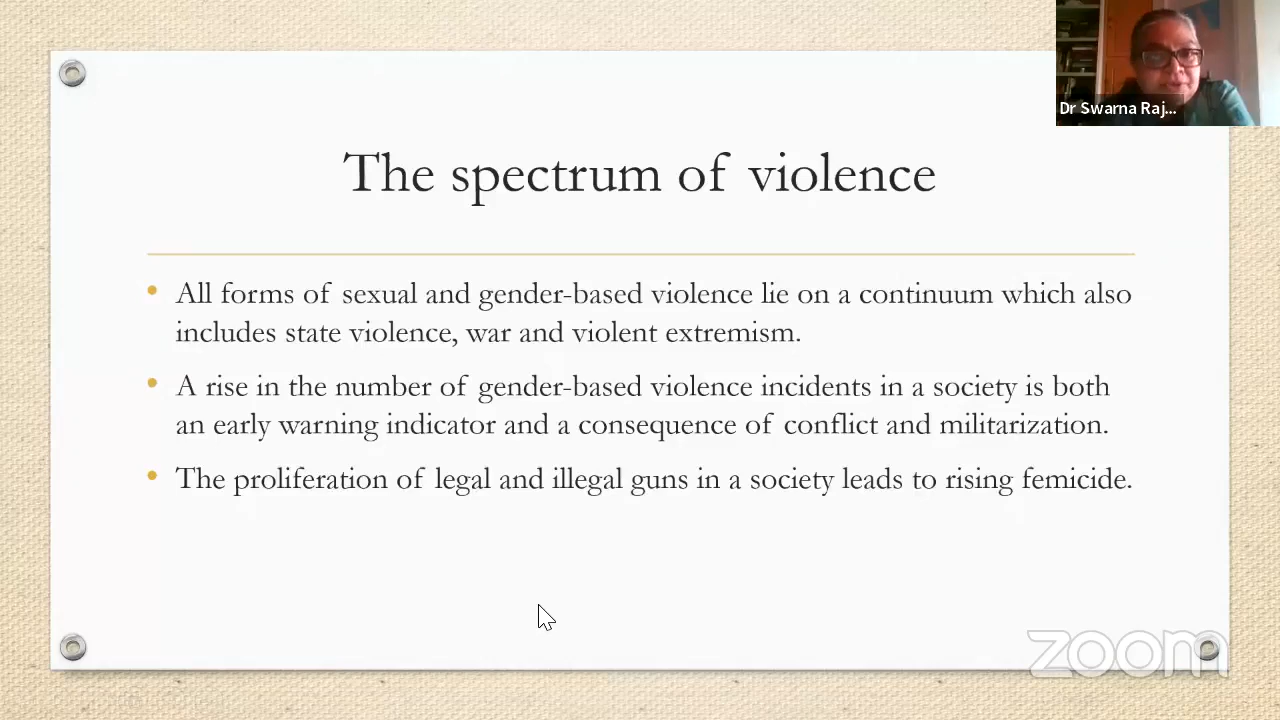 Dr Swarna Raj...
The spectrum of violence
• All forms of sexual and gender-based violence lie on a continuum which also
includes state violence, war and violent extremism.
• A rise in the number of gender-based violence incidents in a society is both
an early warning indicator and a consequence of conflict and militarization.
• The proliferation of legal and illegal guns in a society leads to rising femicide.
zoom